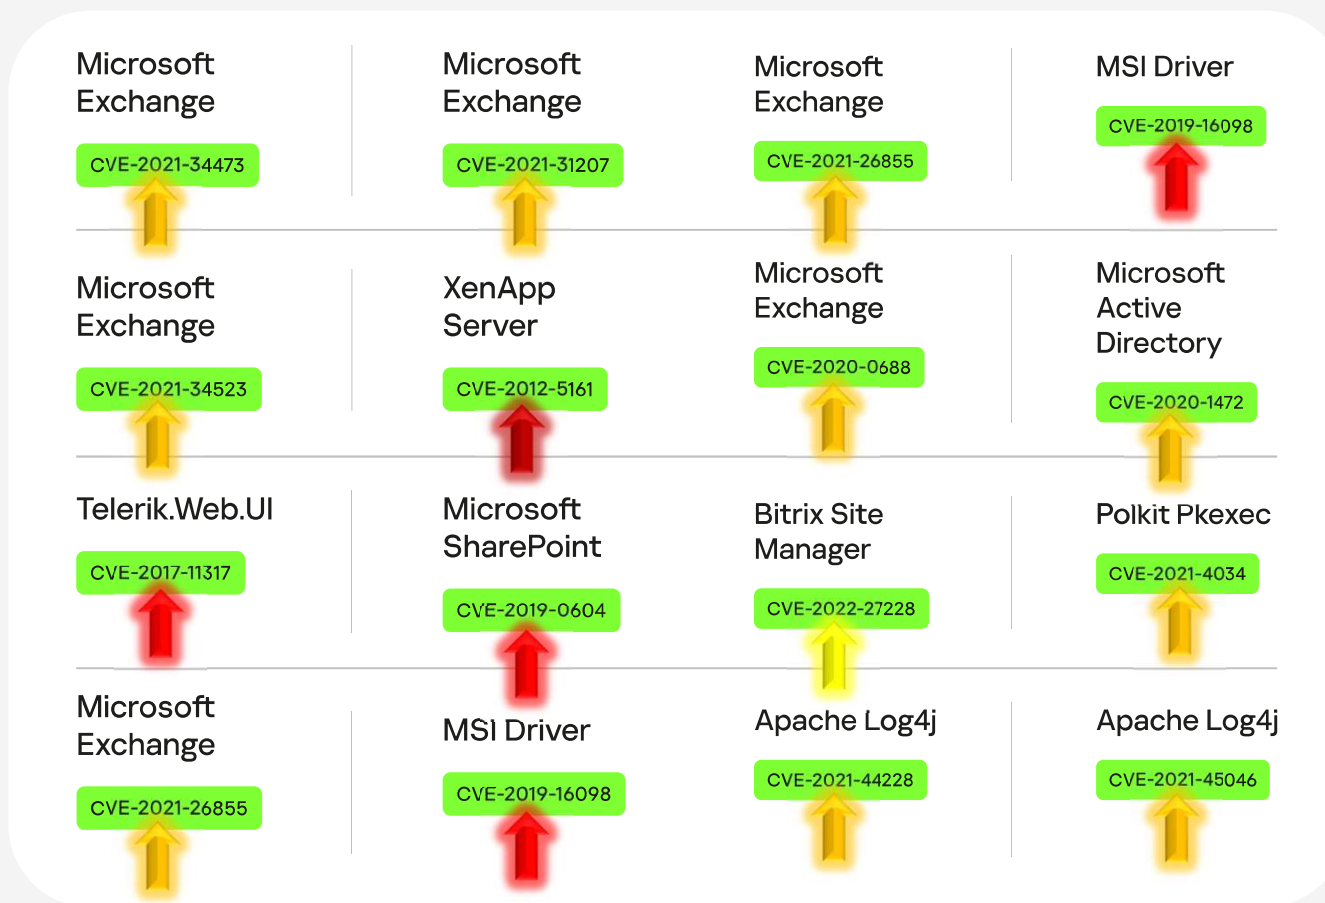 Microsoft
Exchange
CVE-2021-34473
Microsoft
Exchange
CVE-2021-31207
Microsoft
Exchange
CVE-2021-26855
MSI Driver
CVE-2019-16098
Microsoft
Exchange
CVE-2021-34523
XenApp
Server
CVE-2012-5161
Microsoft
Exchange
CVE-2020-0688
Microsoft
Active
Directory
CVE-2020-1472
Telerik.Web.UI
CVE-2017-11317
Microsoft
SharePoint
CVE-2019-0604
Bitrix Site
Manager
CVE-2022-27228
Polkit Pkexec
CVE-2021-4034
Microsoft
Exchange
CVE-2021-26855
MSI Driver
CVE-2019-16098
Apache Log4j
CVE-2021-44228
Apache Log4j
CVE-2021-45046